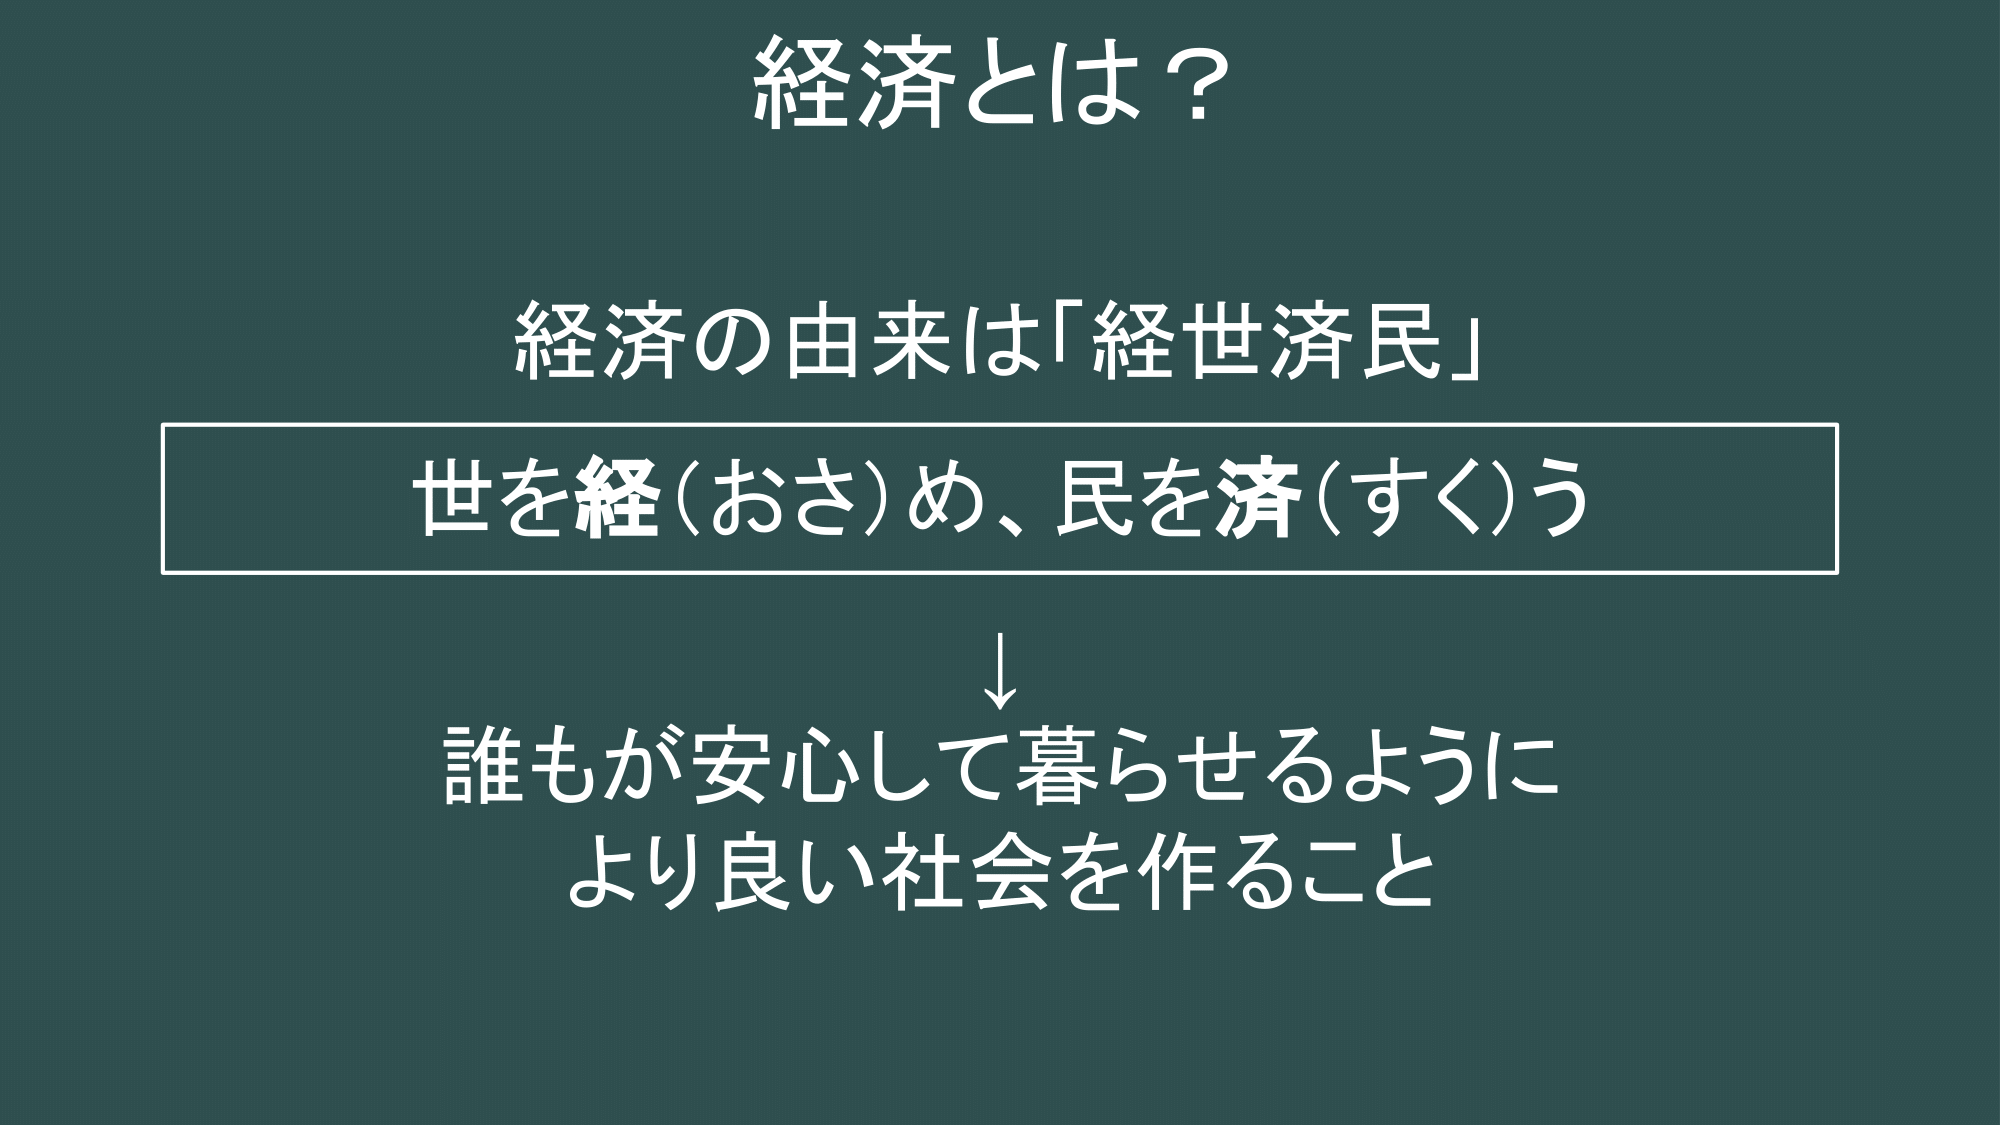 経済とは？
経済の由来は「経世済民」
世を経（おさ）め、民を済（すく）う
↓
誰もが安心して暮らせるように
より良い社会を作ること